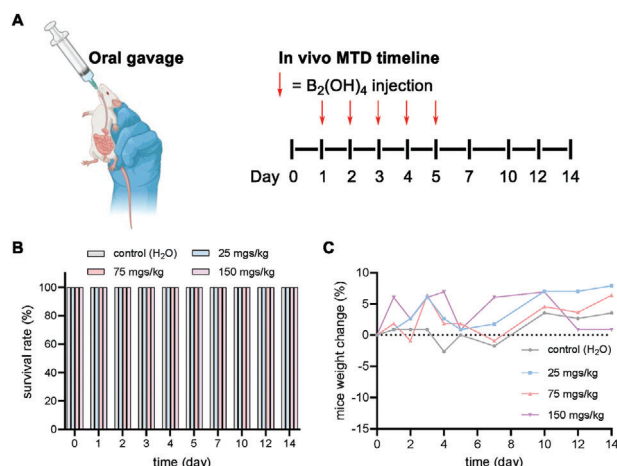 A
Oral gavage
In vivo MTD timeline
= B₂(OH)₄ injection
Day 0 1 2 3 4 5 7 10 12 14
B
control (H₂O) 25 mgs/kg
75 mgs/kg 150 mgs/kg
survival rate (%)
100
80
60
40
20
0
0 1 2 3 4 5 7 10 12 14
time (day)
C
mice weight change (%)
10
5
0
-5
-10
-15
control (H₂O)
25 mgs/kg
75 mgs/kg
150 mgs/kg
0 2 4 6 8 10 12 14
time (day)